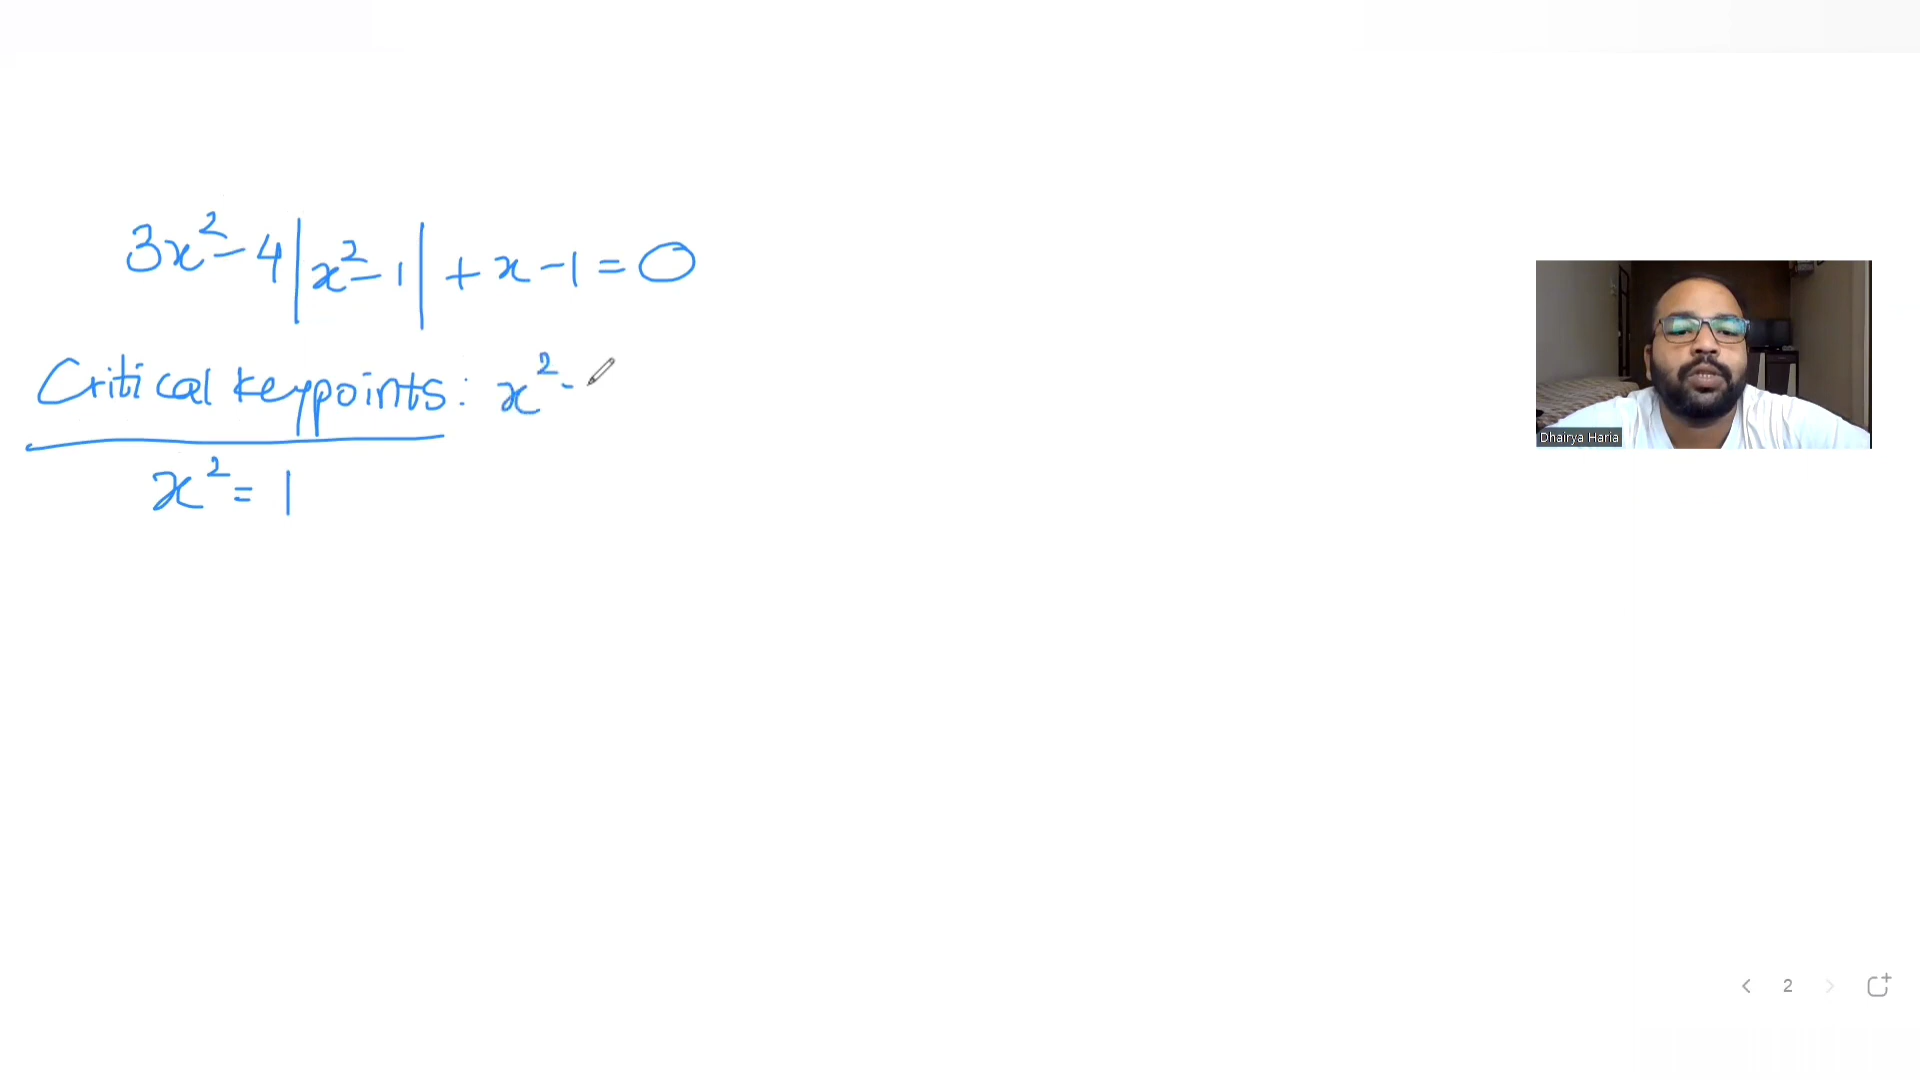 3x² - 4|x² - 1| + x - 1 = 0
Critical keypoints: x² -
x² = 1
Dhairya Haria
2